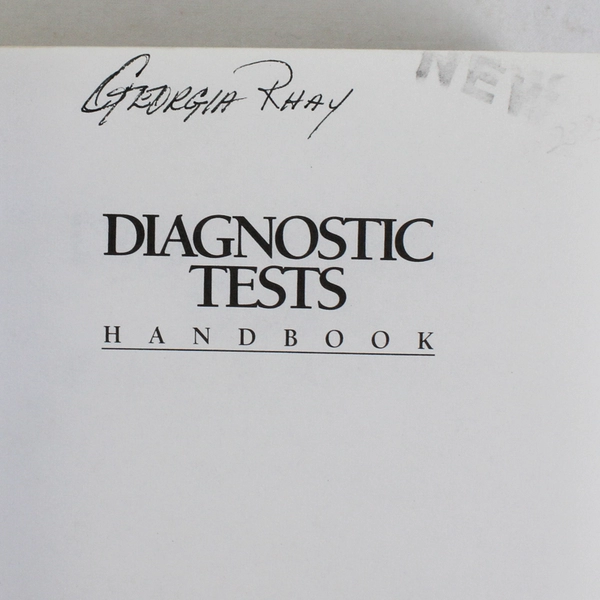 Georgia Rhay
NEW
DIAGNOSTIC
TESTS
HANDBOOK